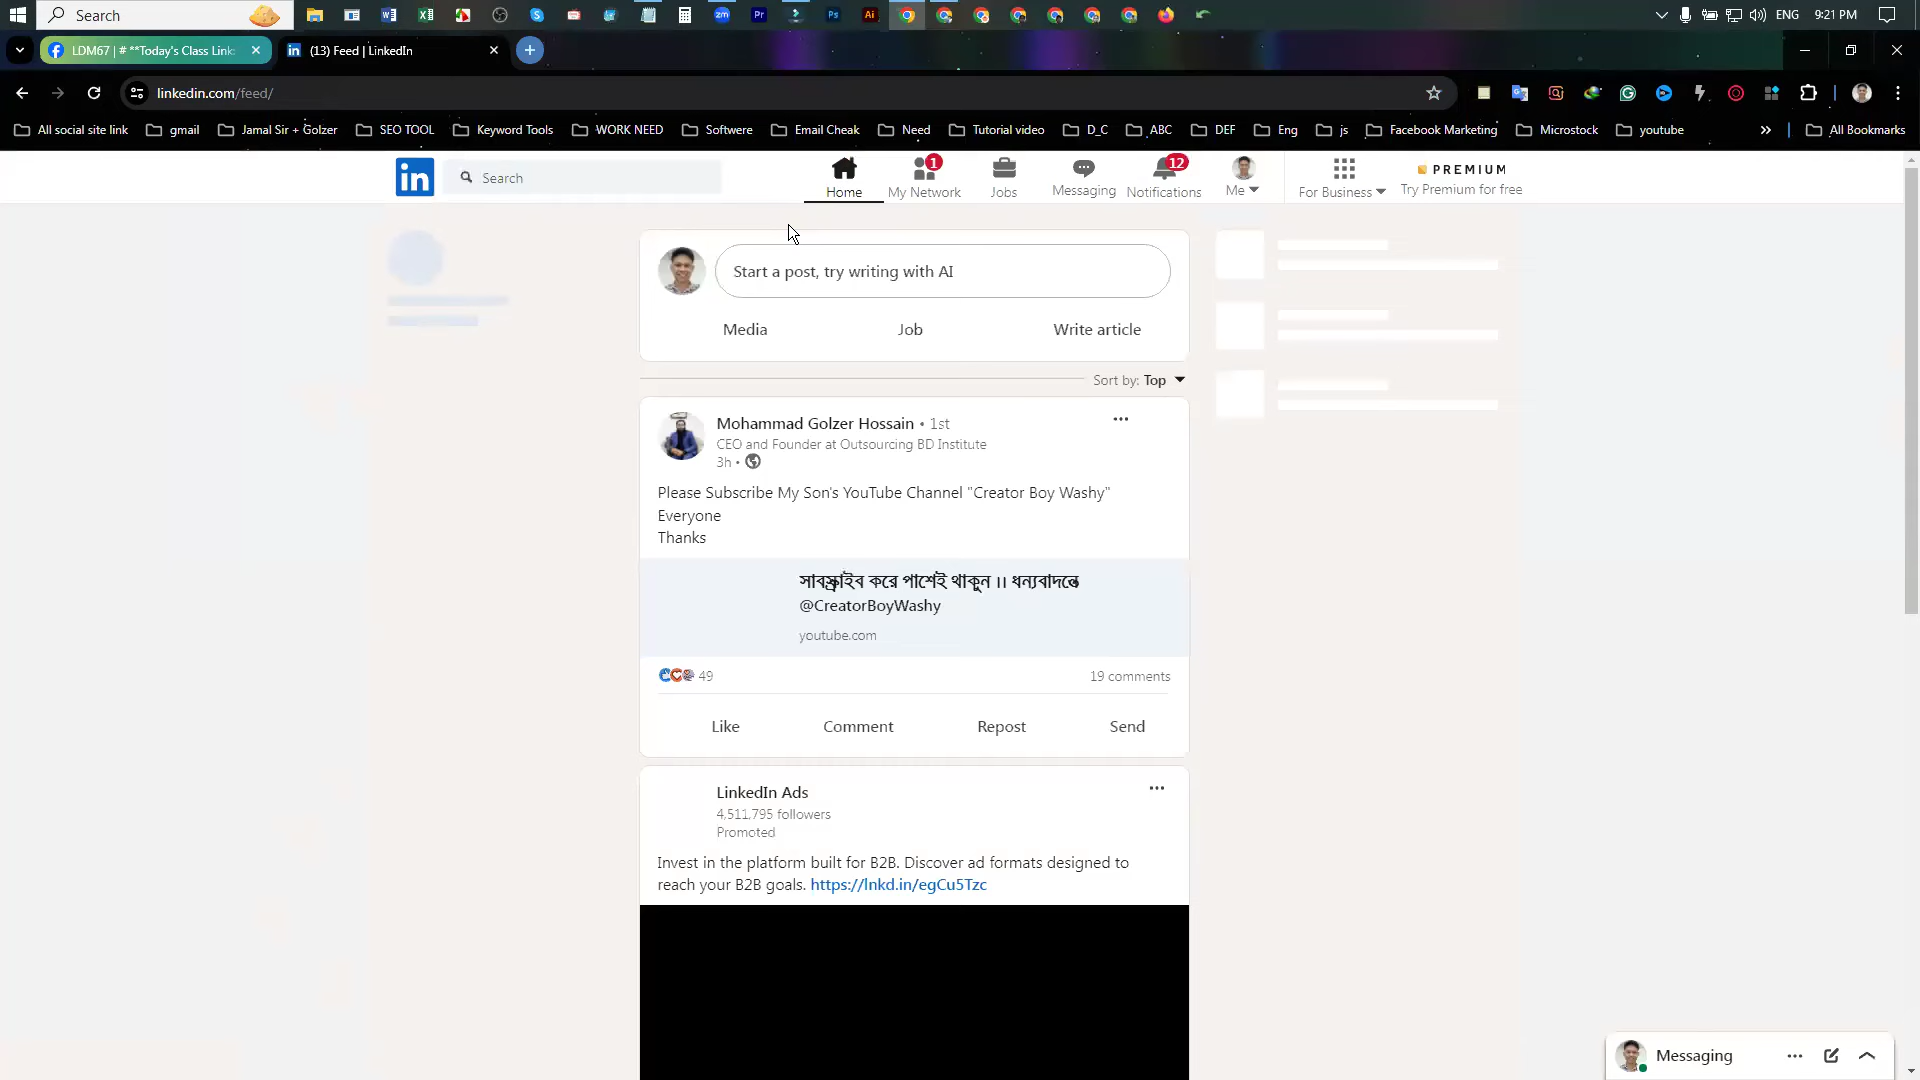 Search
ENG
9:21 PM
LDM67 | # **Today's Class Link:
(13) Feed | LinkedIn
linkedin.com/feed/
All social site link
gmail
Jamal Sir + Golzer
SEO TOOL
Keyword Tools
WORK NEED
Softwere
Email Cheak
Need
Tutorial video
D_C
ABC
DEF
Eng
js
Facebook Marketing
Microstock
youtube
All Bookmarks
in
Search
Home
1
My Network
Jobs
Messaging
12
Notifications
Me
For Business
PREMIUM
Try Premium for free
Start a post, try writing with AI
Media
Job
Write article
Sort by: Top
Mohammad Golzer Hossain • 1st
CEO and Founder at Outsourcing BD Institute
3h •
Please Subscribe My Son's YouTube Channel "Creator Boy Washy"
Everyone
Thanks
সাবস্ক্রাইব করে পাশেই থাকুন ।।
@CreatorBoyWashy
youtube.com
49
19 comments
Like
Comment
Repost
Send
LinkedIn Ads
4,511,795 followers
Promoted
Invest in the platform built for B2B. Discover ad formats designed to
reach your B2B goals. https://lnkd.in/egCu5Tzc
Messaging